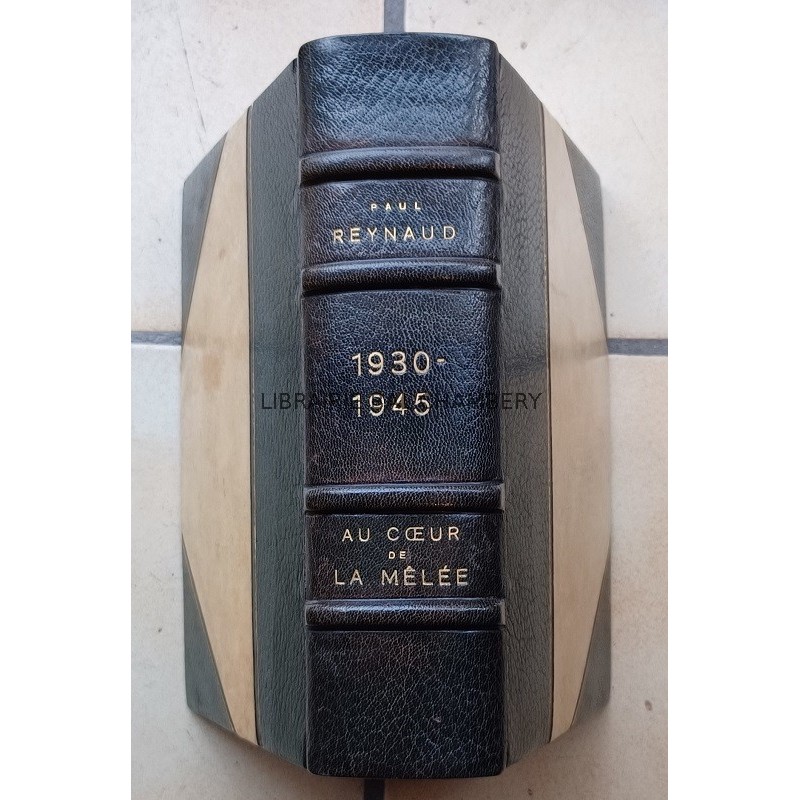 PAUL
REYNAUD
1930-
1945
AU CŒUR
DE
LA MÊLÉE